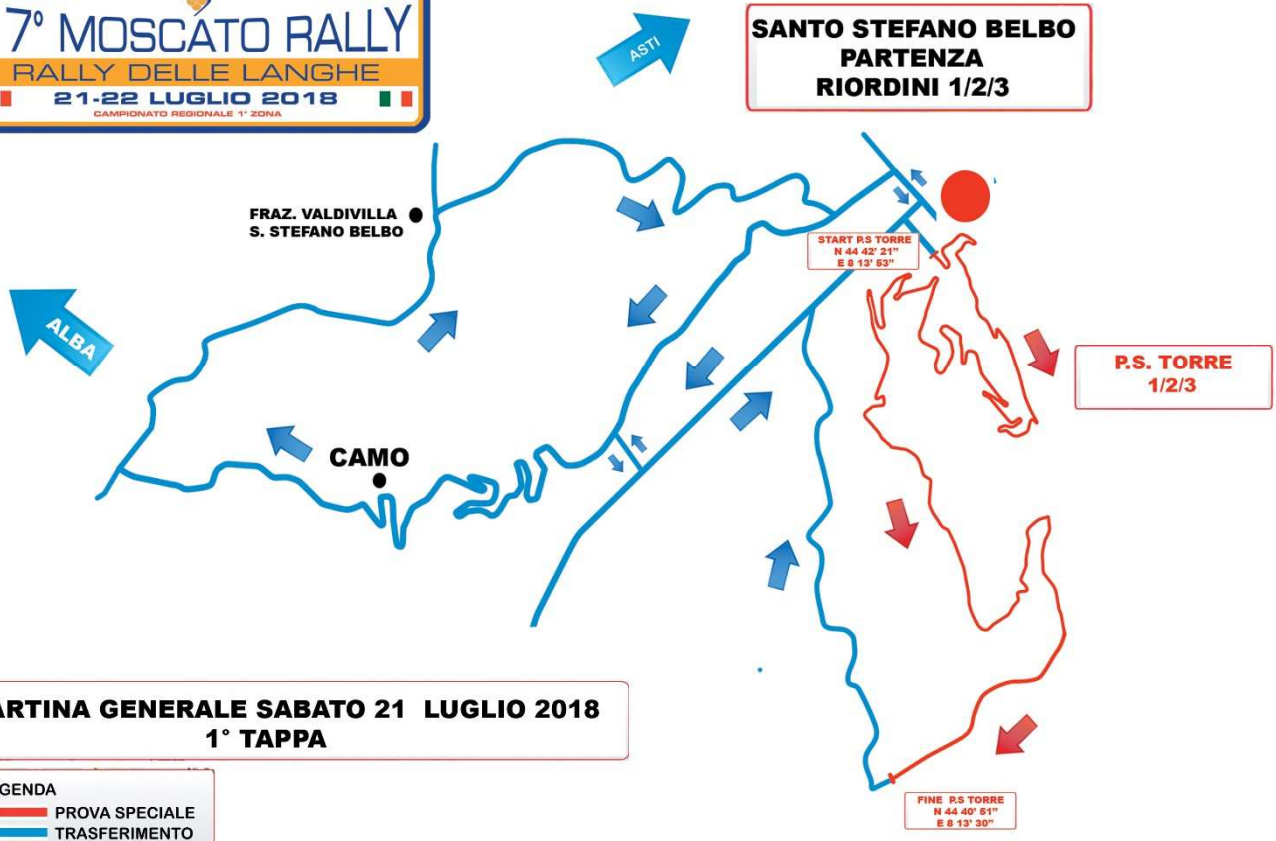 7° MOSCATO RALLY
RALLY DELLE LANGHE
21-22 LUGLIO 2018
CAMPIONATO REGIONALE 1° ZONA
ASTI
SANTO STEFANO BELBO
PARTENZA
RIORDINI 1/2/3
FRAZ. VALDIVILLA
S. STEFANO BELBO
START P.S TORRE
N 44 42' 21"
E 8 13' 53"
ALBA
P.S. TORRE
1/2/3
CAMO
ARTINA GENERALE SABATO 21 LUGLIO 2018
1° TAPPA
GENDA
PROVA SPECIALE
TRASFERIMENTO
FINE P.S TORRE
N 44 40' 51"
E 8 13' 30"